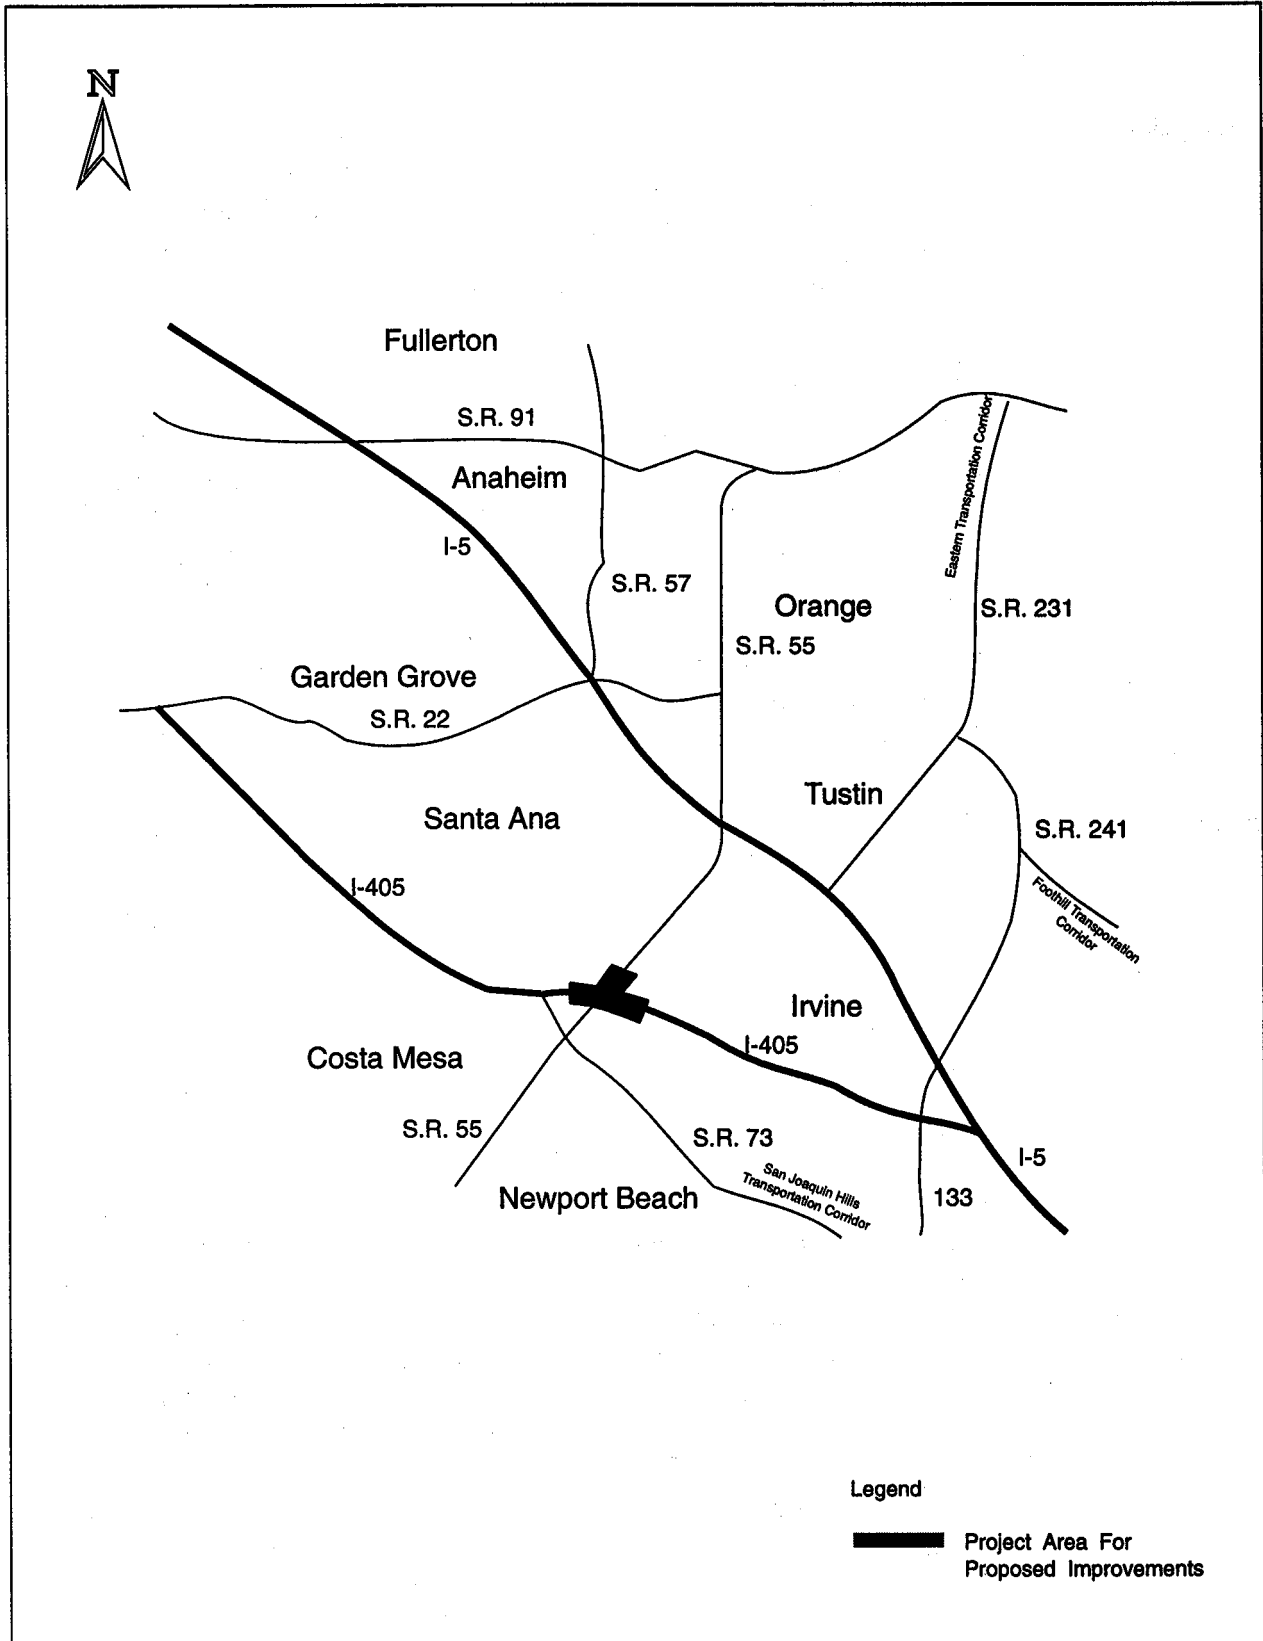 N
Fullerton
S.R. 91
Anaheim
I-5
S.R. 57
Eastern Transportation Corridor
Orange
S.R. 231
S.R. 55
Garden Grove
S.R. 22
Tustin
Santa Ana
S.R. 241
I-405
Foothill Transportation
Corridor
Irvine
I-405
Costa Mesa
S.R. 55
S.R. 73
I-5
San Joaquin Hills
Transportation Corridor
Newport Beach
133
Legend
Project Area For
Proposed Improvements